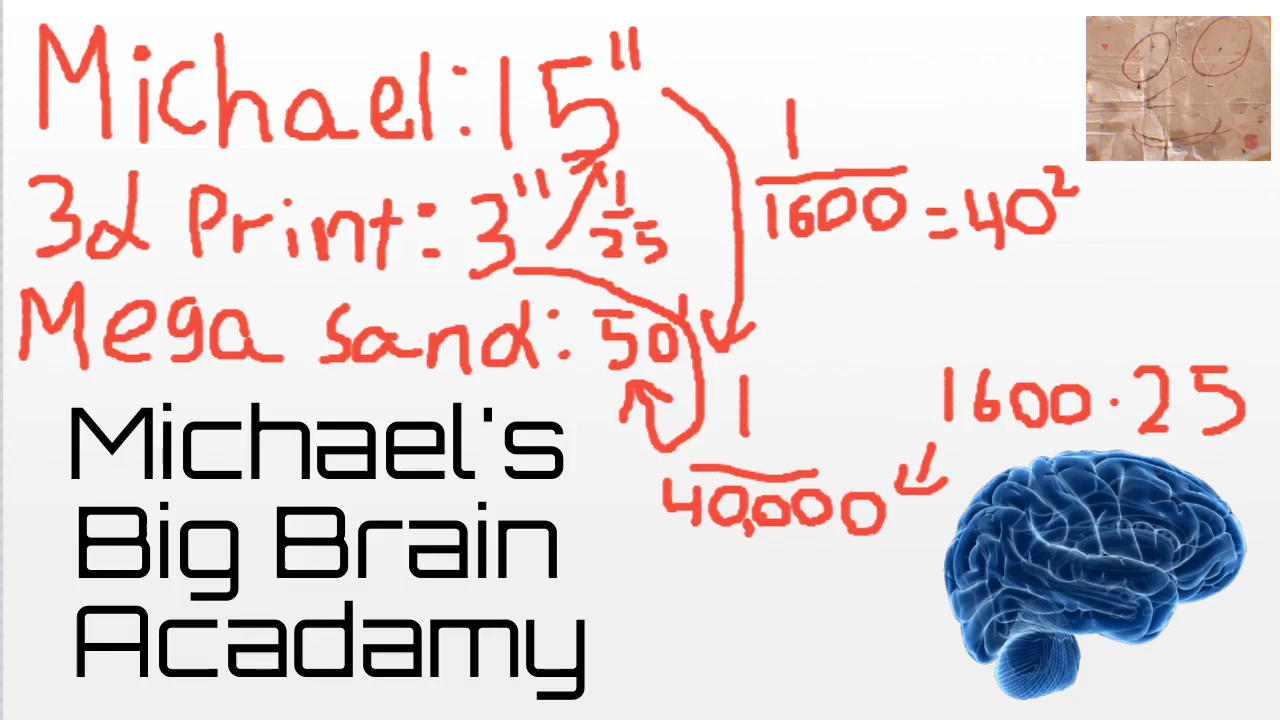 Michael: 15"
3d Print: 3"
1
25
Mega sand: 50'
1
1600 = 40²
1600 · 25
1
40,000
Michael's
Big Brain
Acadamy